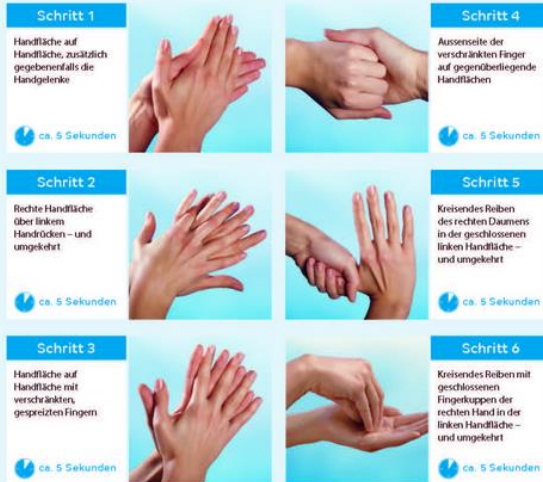 Schritt 1
Handfläche auf
Handfläche, zusätzlich
gegebenenfalls die
Handgelenke
ca. 5 Sekunden
Schritt 2
Rechte Handfläche
über linkem
Handrücken – und
umgekehrt
ca. 5 Sekunden
Schritt 3
Handfläche auf
Handfläche mit
verschränkten,
gespreizten Fingern
ca. 5 Sekunden
Schritt 4
Aussenseite der
verschränkten Finger
auf gegenüberliegende
Handflächen
ca. 5 Sekunden
Schritt 5
Kreisendes Reiben
des rechten Daumens
in der geschlossenen
linken Handfläche –
und umgekehrt
ca. 5 Sekunden
Schritt 6
Kreisendes Reiben mit
geschlossenen
Fingerkuppen der
rechten Hand in der
linken Handfläche –
und umgekehrt
ca. 5 Sekunden